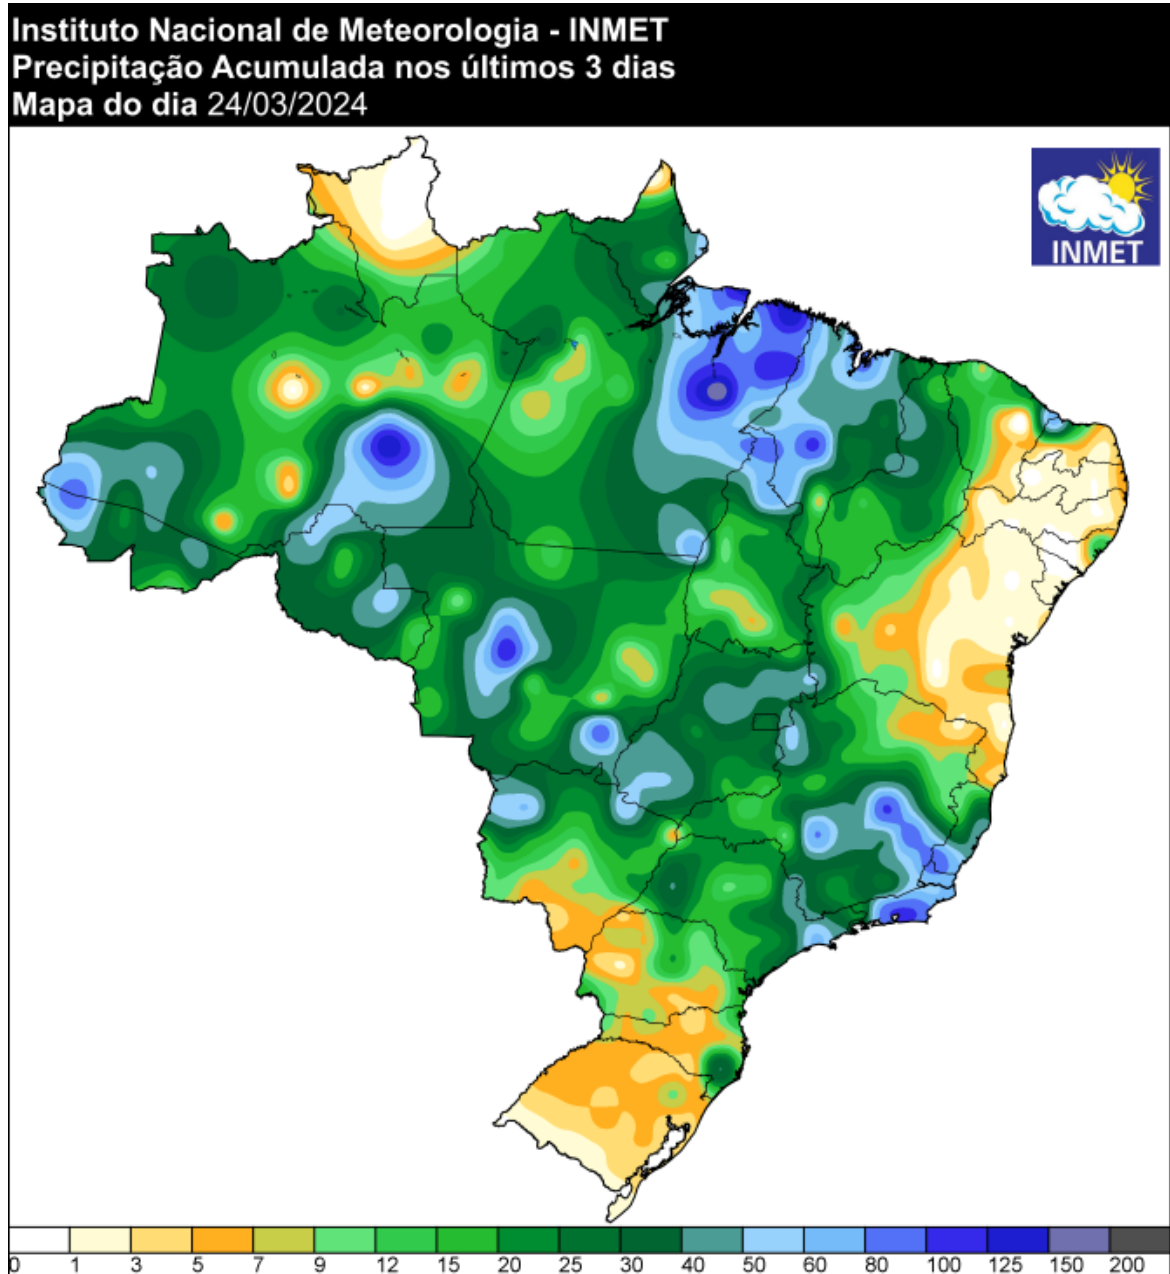 Instituto Nacional de Meteorologia - INMET
Precipitação Acumulada nos últimos 3 dias
Mapa do dia 24/03/2024
INMET
0 1 3 5 7 9 12 15 20 25 30 40 50 60 80 100 125 150 200